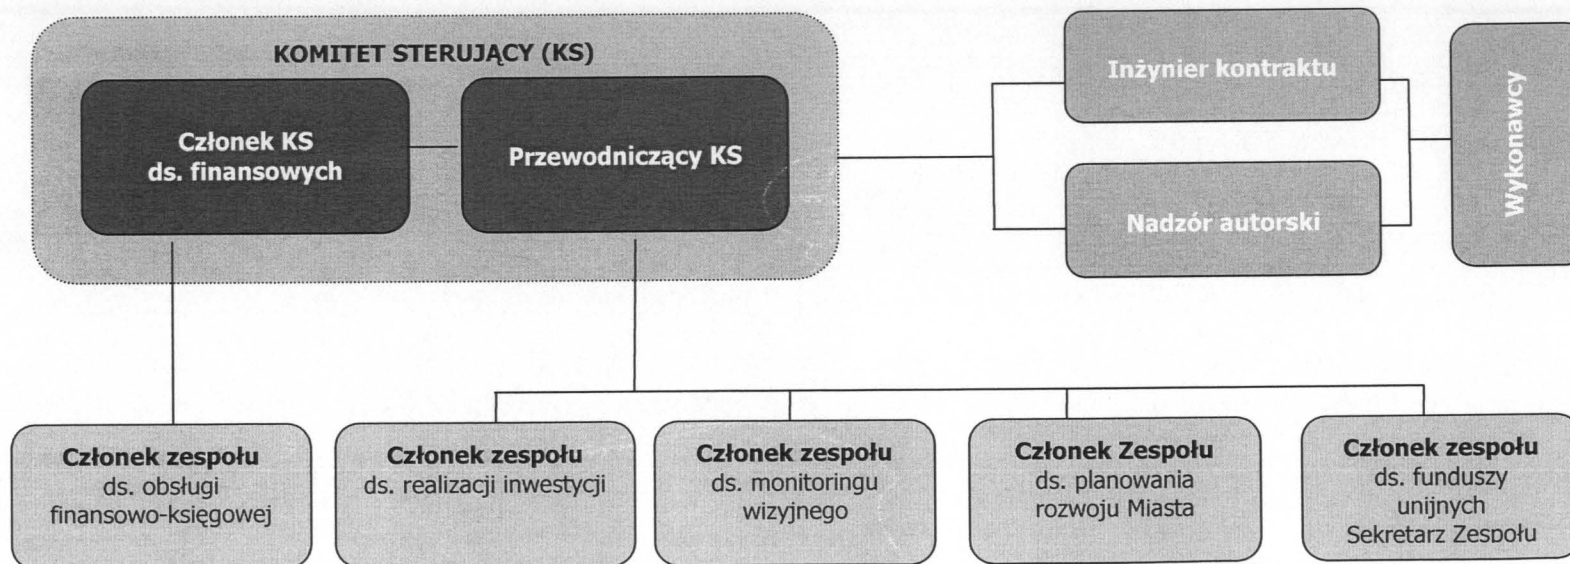 KOMITET STERUJĄCY (KS)
Członek KS
ds. finansowych
Przewodniczący KS
Inżynier kontraktu
Nadzór autorski
Wykonawcy
Członek zespołu
ds. obsługi
finansowo-księgowej
Członek zespołu
ds. realizacji inwestycji
Członek zespołu
ds. monitoringu
wizyjnego
Członek Zespołu
ds. planowania
rozwoju Miasta
Członek zespołu
ds. funduszy
unijnych
Sekretarz Zespołu